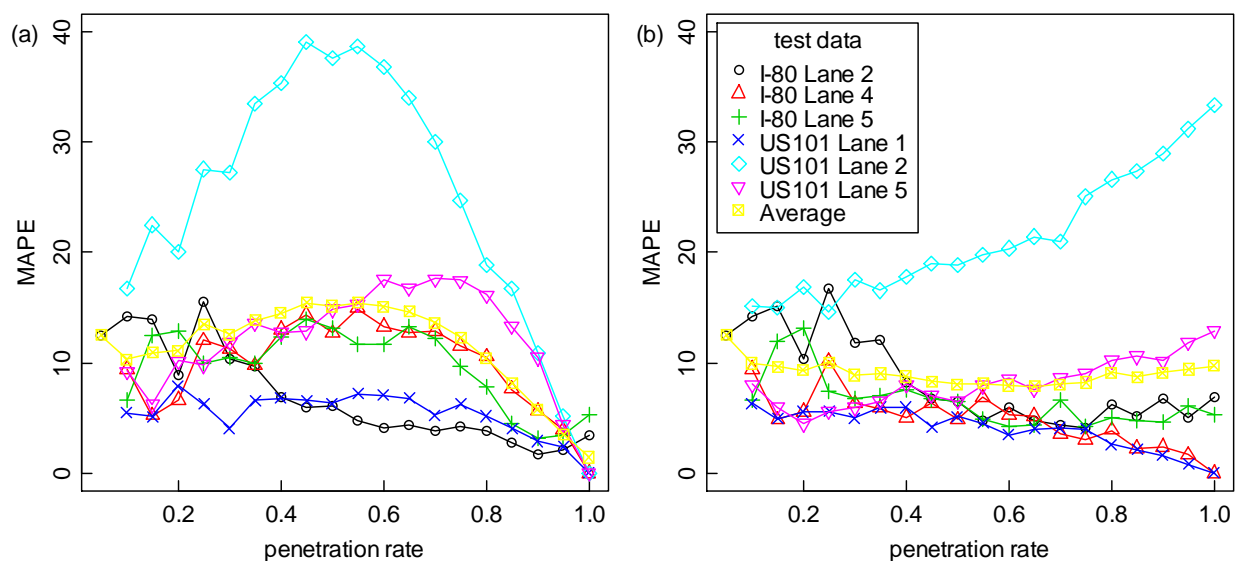 (a)
MAPE
40
30
20
10
0
0.2 0.4 0.6 0.8 1.0
penetration rate
(b)
MAPE
40
30
20
10
0
test data
I-80 Lane 2
I-80 Lane 4
I-80 Lane 5
US101 Lane 1
US101 Lane 2
US101 Lane 5
Average
0.2 0.4 0.6 0.8 1.0
penetration rate